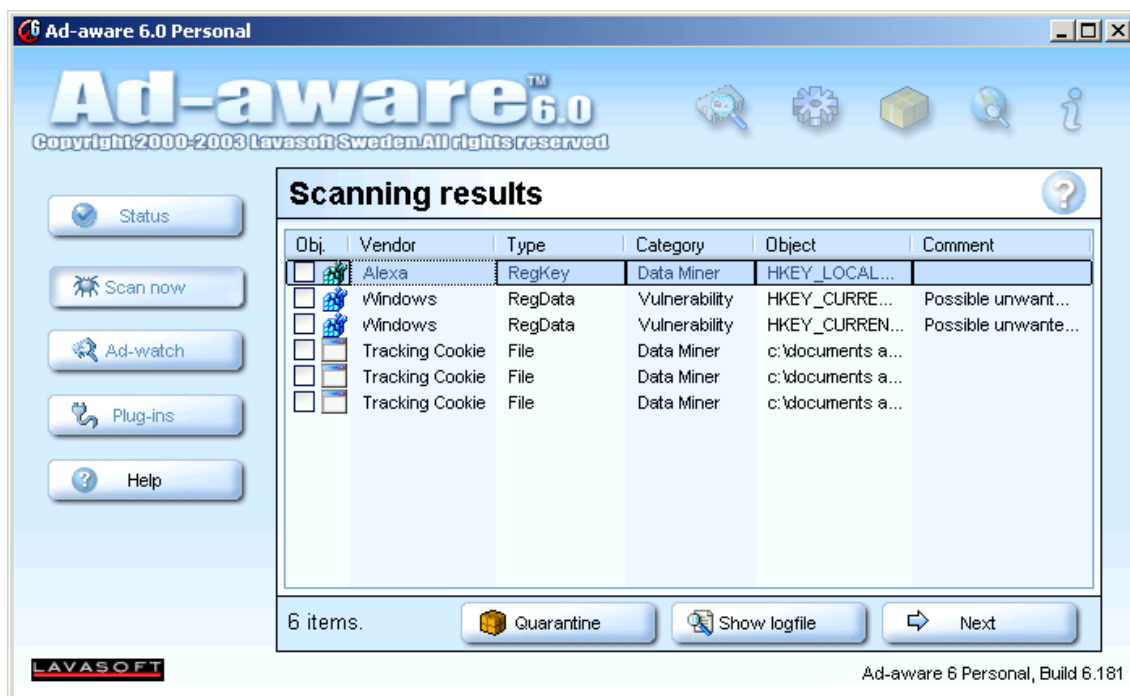 Ad-aware 6.0 Personal
Ad-aware™ 6.0
Copyright 2000-2003 Lavasoft Sweden All rights reserved
Status
Scan now
Ad-watch
Plug-ins
Help
Scanning results
Obj. Vendor Type Category Object Comment
Alexa RegKey Data Miner HKEY_LOCAL...
Windows RegData Vulnerability HKEY_CURRE... Possible unwant...
Windows RegData Vulnerability HKEY_CURREN... Possible unwante...
Tracking Cookie File Data Miner c:\documents a...
Tracking Cookie File Data Miner c:\documents a...
Tracking Cookie File Data Miner c:\documents a...
6 items.
Quarantine
Show logfile
Next
LAVASOFT
Ad-aware 6 Personal, Build 6.181